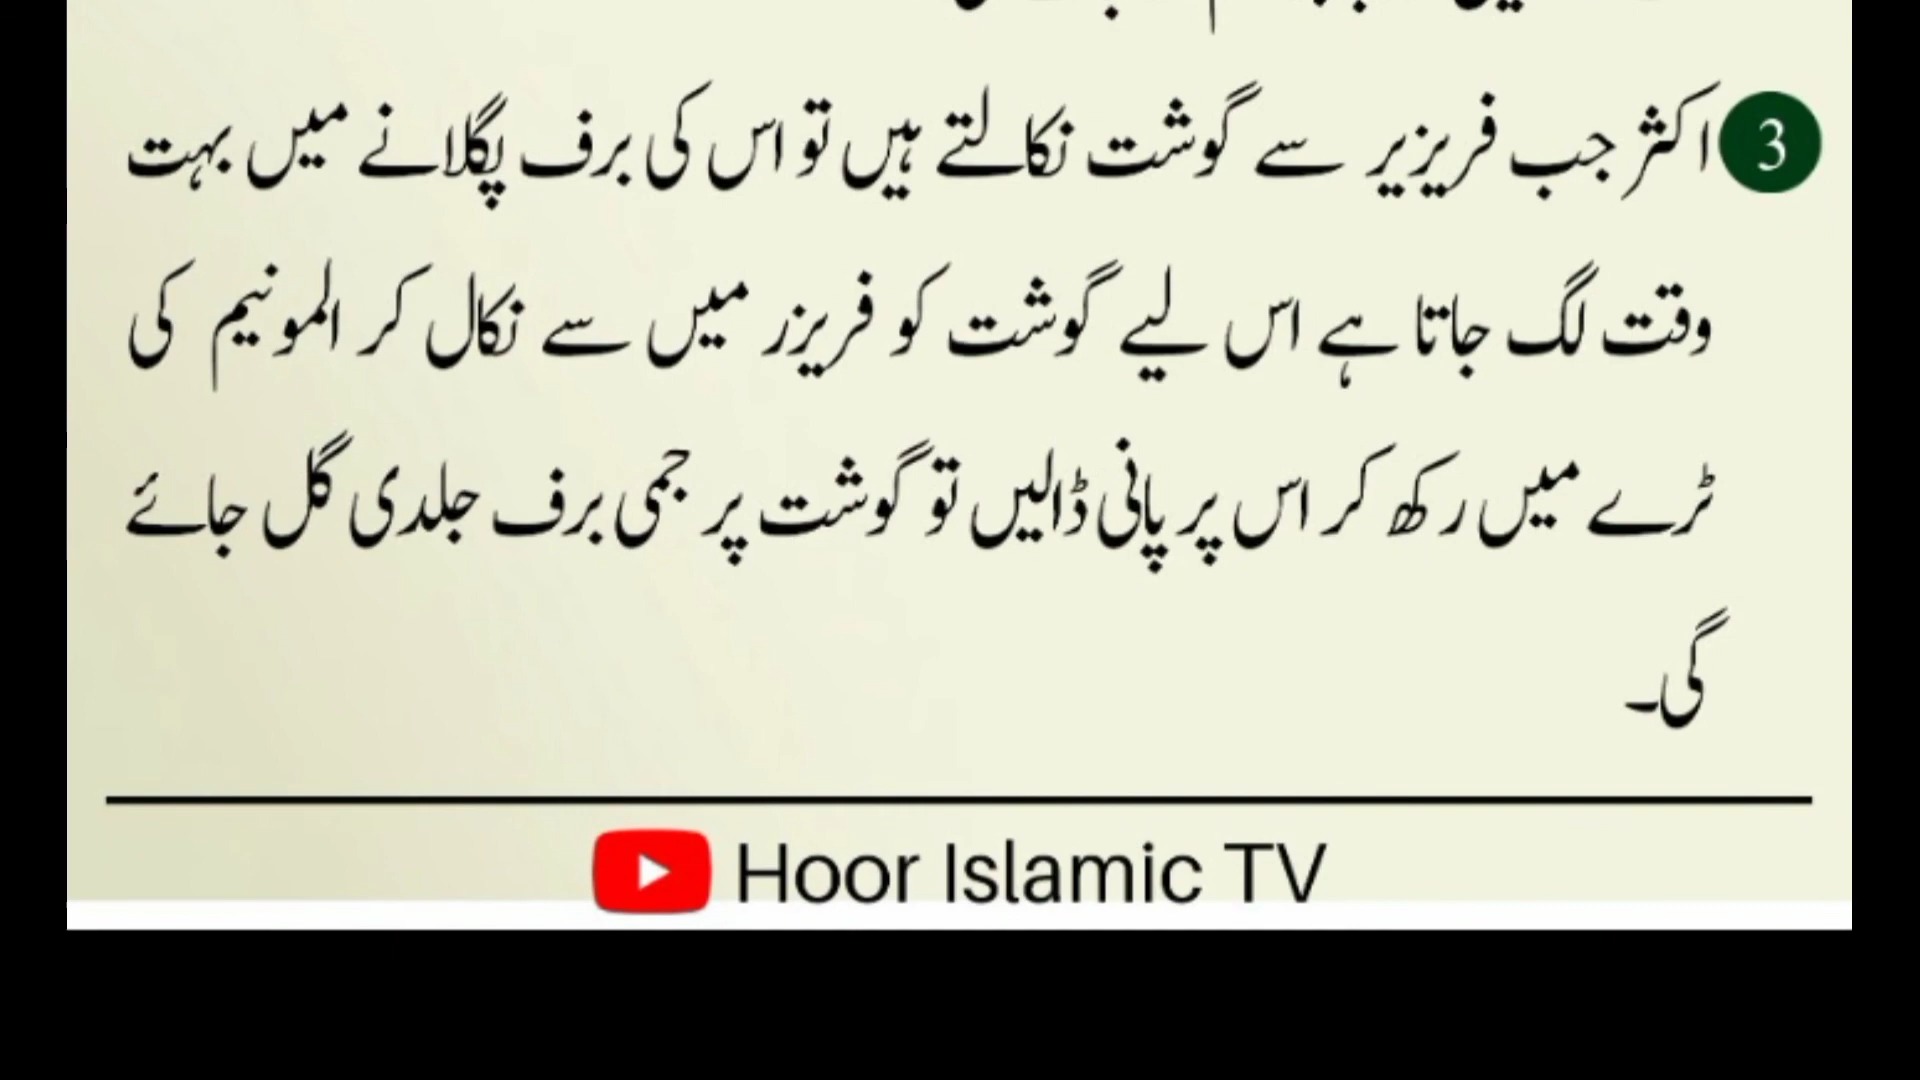 3 اکثر جب فریزیر سے گوشت نکالتے ہیں تو اس کی برف پگلانے میں بہت
وقت لگ جاتا ہے اس لیے گوشت کو فریزر میں سے نکال کر المونیم کی
ٹرے میں رکھ کر اس پر پانی ڈالیں تو گوشت پر جمی برف جلدی گل جائے
گی۔
Hoor Islamic TV